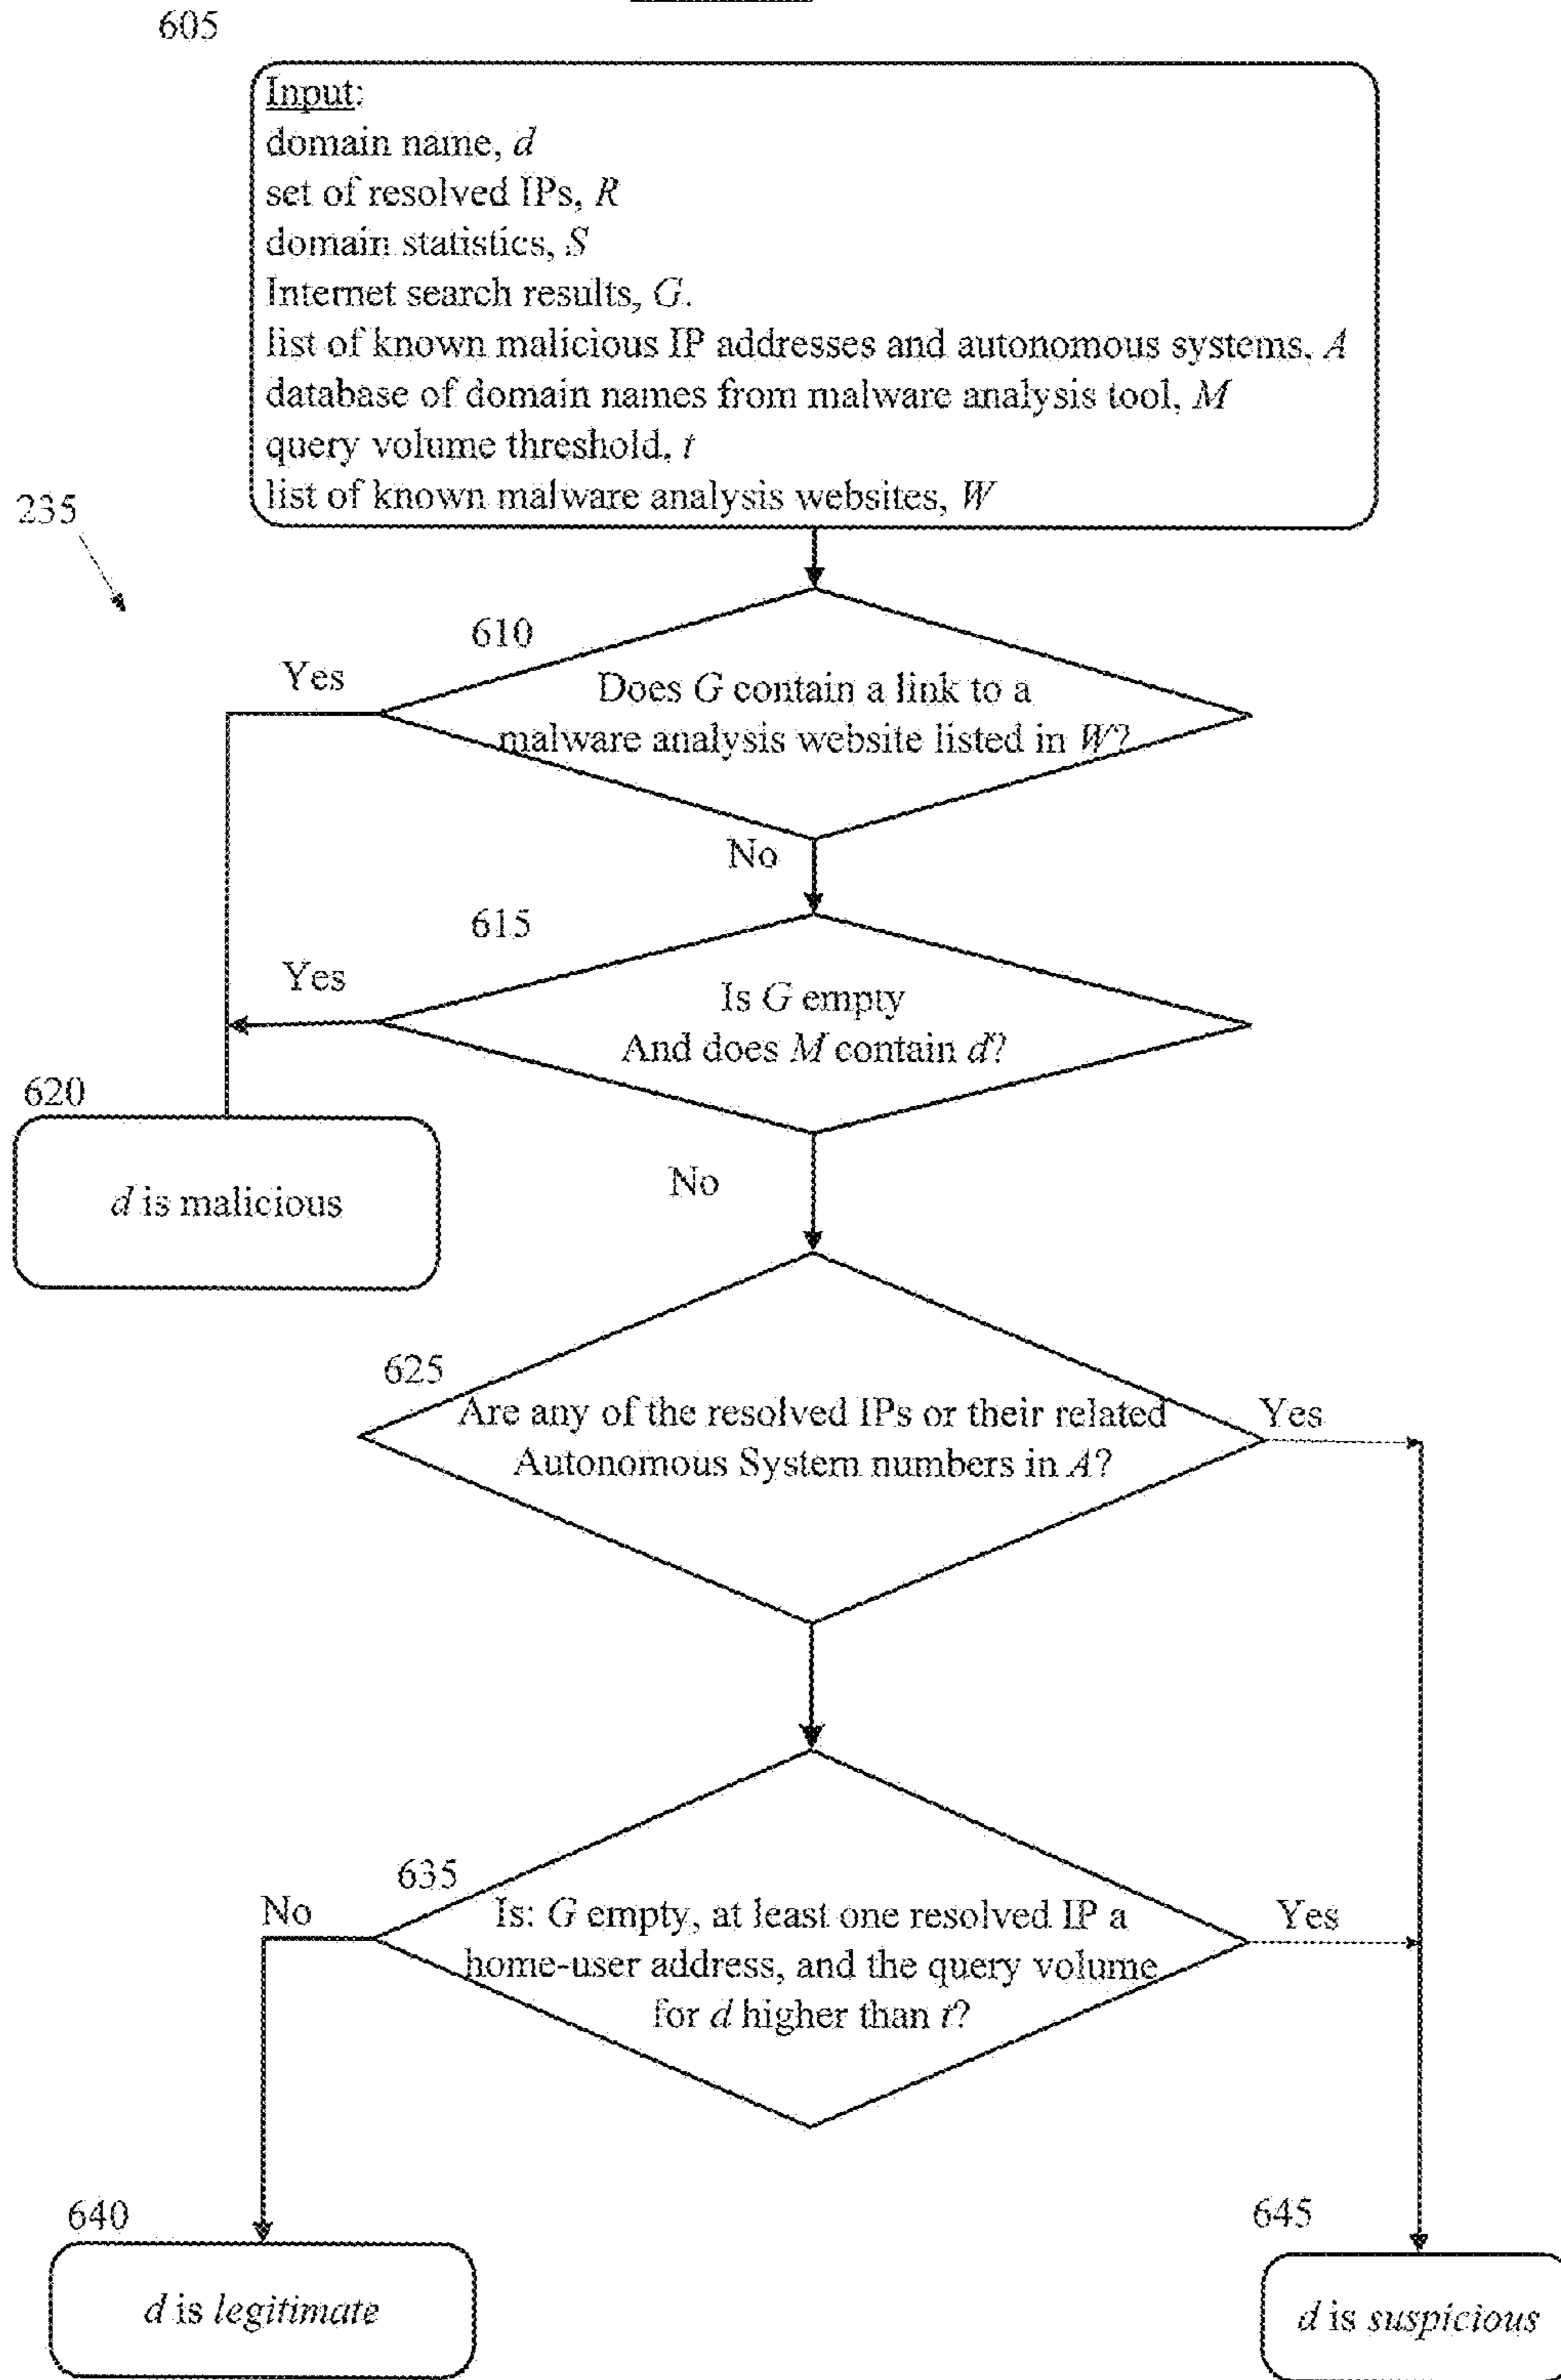 605
Input:
domain name, d
set of resolved IPs, R
domain statistics, S
Internet search results, G.
list of known malicious IP addresses and autonomous systems, A
database of domain names from malware analysis tool, M
query volume threshold, t
list of known malware analysis websites, W
235
610
Yes
Does G contain a link to a
malware analysis website listed in W?
No
615
Yes
Is G empty
And does M contain d?
620
d is malicious
No
625
Are any of the resolved IPs or their related
Autonomous System numbers in A?
Yes
635
No
Is: G empty, at least one resolved IP a
home-user address, and the query volume
for d higher than t?
Yes
640
d is legitimate
645
d is suspicious